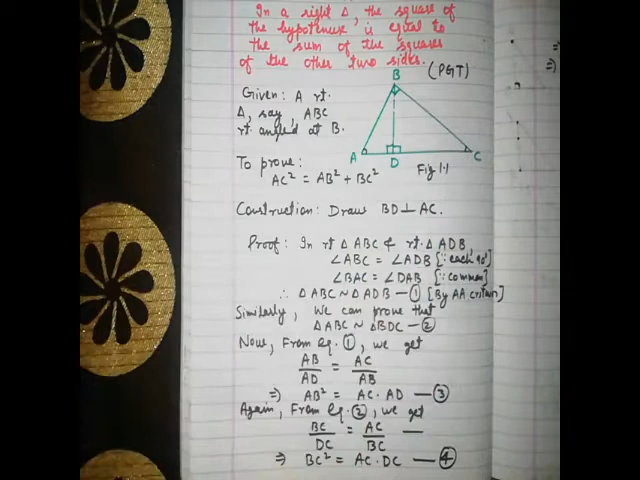 In a right Δ, the square of
the hypotenuse is equal to
the sum of the squares
of the other two sides.
(PGT)
Given: A rt.
Δ, say, ABC
rt. angled at B.
B
A
D
C
Fig 1.1
To prove:
AC² = AB² + BC²
Construction: Draw BD ⊥ AC.
Proof: In rt Δ ABC & rt. Δ ADB,
∠ABC = ∠ADB [∵ each 90°]
∠BAC = ∠DAB [∵ common]
∴ Δ ABC ~ Δ ADB — ① [By AA critain]
Similarly, we can prove that
ΔABC ~ ΔBDC — ②
Now, From eq. ①, we get
AB/AD = AC/AB
⇒ AB² = AC · AD — ③
Again, From eq. ②, we get
BC/DC = AC/BC —
⇒ BC² = AC · DC — ④